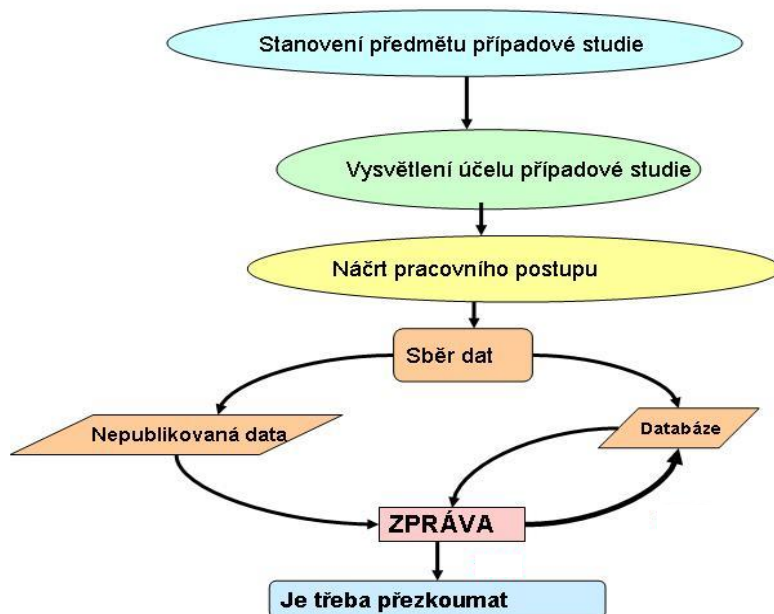 Stanovení předmětu případové studie
Vysvětlení účelu případové studie
Náčrt pracovního postupu
Sběr dat
Nepublikovaná data
Databáze
ZPRÁVA
Je třeba přezkoumat